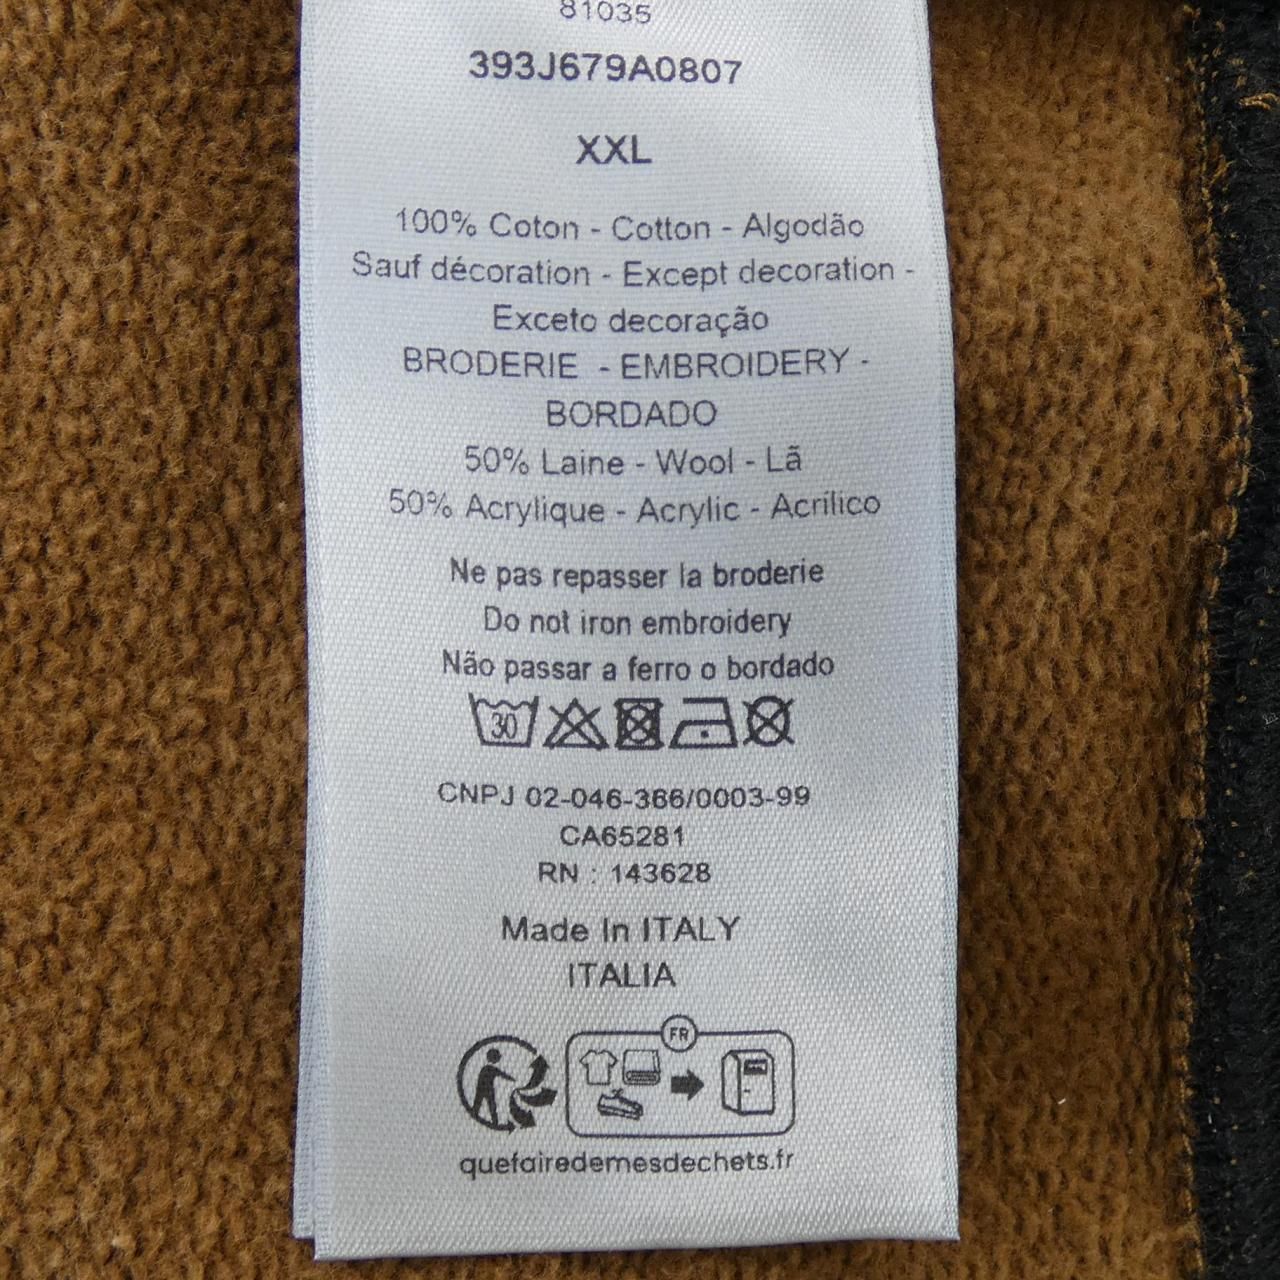 81035
393J679A0807
XXL
100% Coton - Cotton - Algodão
Sauf décoration - Except decoration -
Exceto decoração
BRODERIE - EMBROIDERY -
BORDADO
50% Laine - Wool - Lã
50% Acrylique - Acrylic - Acrilico
Ne pas repasser la broderie
Do not iron embroidery
Não passar a ferro o bordado
30
CNPJ 02-046-366/0003-99
CA65281
RN : 143628
Made In ITALY
ITALIA
FR
quefairedemesdechets.fr